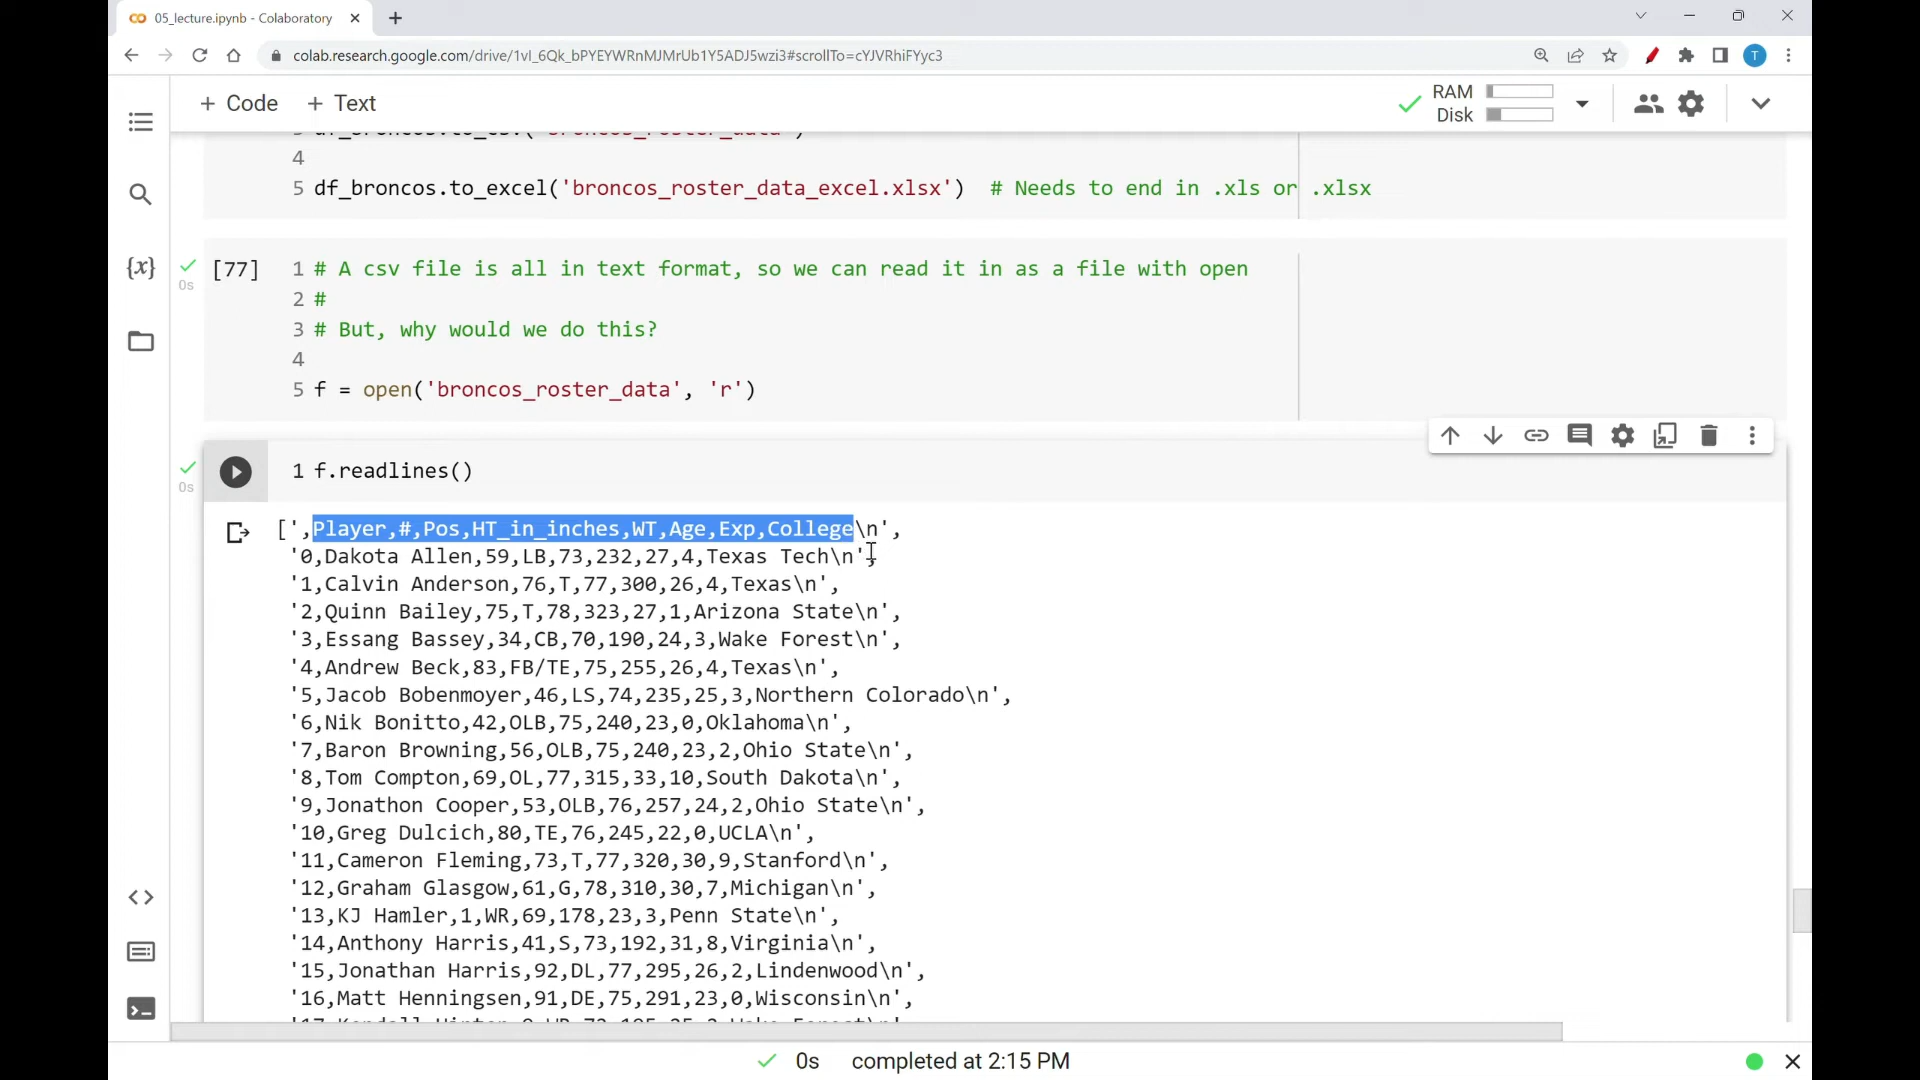 05_lecture.ipynb - Colaboratory
colab.research.google.com/drive/1vI_6Qk_bPYEYWRnMJMrUb1Y5ADJ5wzi3#scrollTo=cYJVRhiFYyc3
T
+ Code + Text
RAM
Disk
4
5 df_broncos.to_excel('broncos_roster_data_excel.xlsx') # Needs to end in .xls or .xlsx
{x}
0s
[77]
1 # A csv file is all in text format, so we can read it in as a file with open
2 #
3 # But, why would we do this?
4
5 f = open('broncos_roster_data', 'r')
0s
1 f.readlines()
[',Player,#,Pos,HT_in_inches,WT,Age,Exp,College\n',
'0,Dakota Allen,59,LB,73,232,27,4,Texas Tech\n',
'1,Calvin Anderson,76,T,77,300,26,4,Texas\n',
'2,Quinn Bailey,75,T,78,323,27,1,Arizona State\n',
'3,Essang Bassey,34,CB,70,190,24,3,Wake Forest\n',
'4,Andrew Beck,83,FB/TE,75,255,26,4,Texas\n',
'5,Jacob Bobenmoyer,46,LS,74,235,25,3,Northern Colorado\n',
'6,Nik Bonitto,42,OLB,75,240,23,0,Oklahoma\n',
'7,Baron Browning,56,OLB,75,240,23,2,Ohio State\n',
'8,Tom Compton,69,OL,77,315,33,10,South Dakota\n',
'9,Jonathon Cooper,53,OLB,76,257,24,2,Ohio State\n',
'10,Greg Dulcich,80,TE,76,245,22,0,UCLA\n',
'11,Cameron Fleming,73,T,77,320,30,9,Stanford\n',
'12,Graham Glasgow,61,G,78,310,30,7,Michigan\n',
'13,KJ Hamler,1,WR,69,178,23,3,Penn State\n',
'14,Anthony Harris,41,S,73,192,31,8,Virginia\n',
'15,Jonathan Harris,92,DL,77,295,26,2,Lindenwood\n',
'16,Matt Henningsen,91,DE,75,291,23,0,Wisconsin\n',
0s completed at 2:15 PM